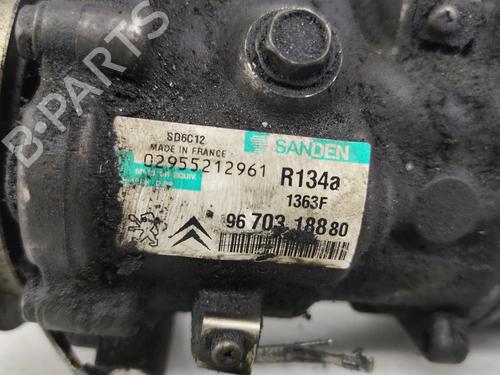 B-PARTS
SD6C12
MADE IN FRANCE
SANDEN
02955212961
R134a
1363F
96 703 188 80